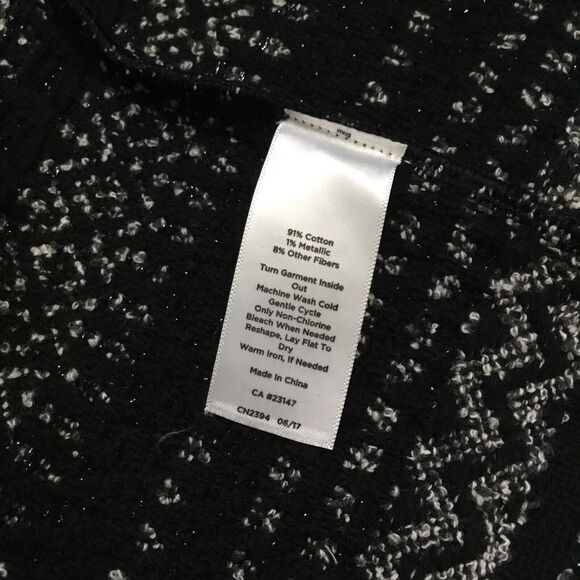 91% Cotton
1% Metallic
8% Other Fibers
Turn Garment Inside
Out
Machine Wash Cold
Gentle Cycle
Only Non-Chlorine
Bleach When Needed
Reshape, Lay Flat To
Dry
Warm Iron, If Needed
Made in China
CA #23147
CN2394 08/17